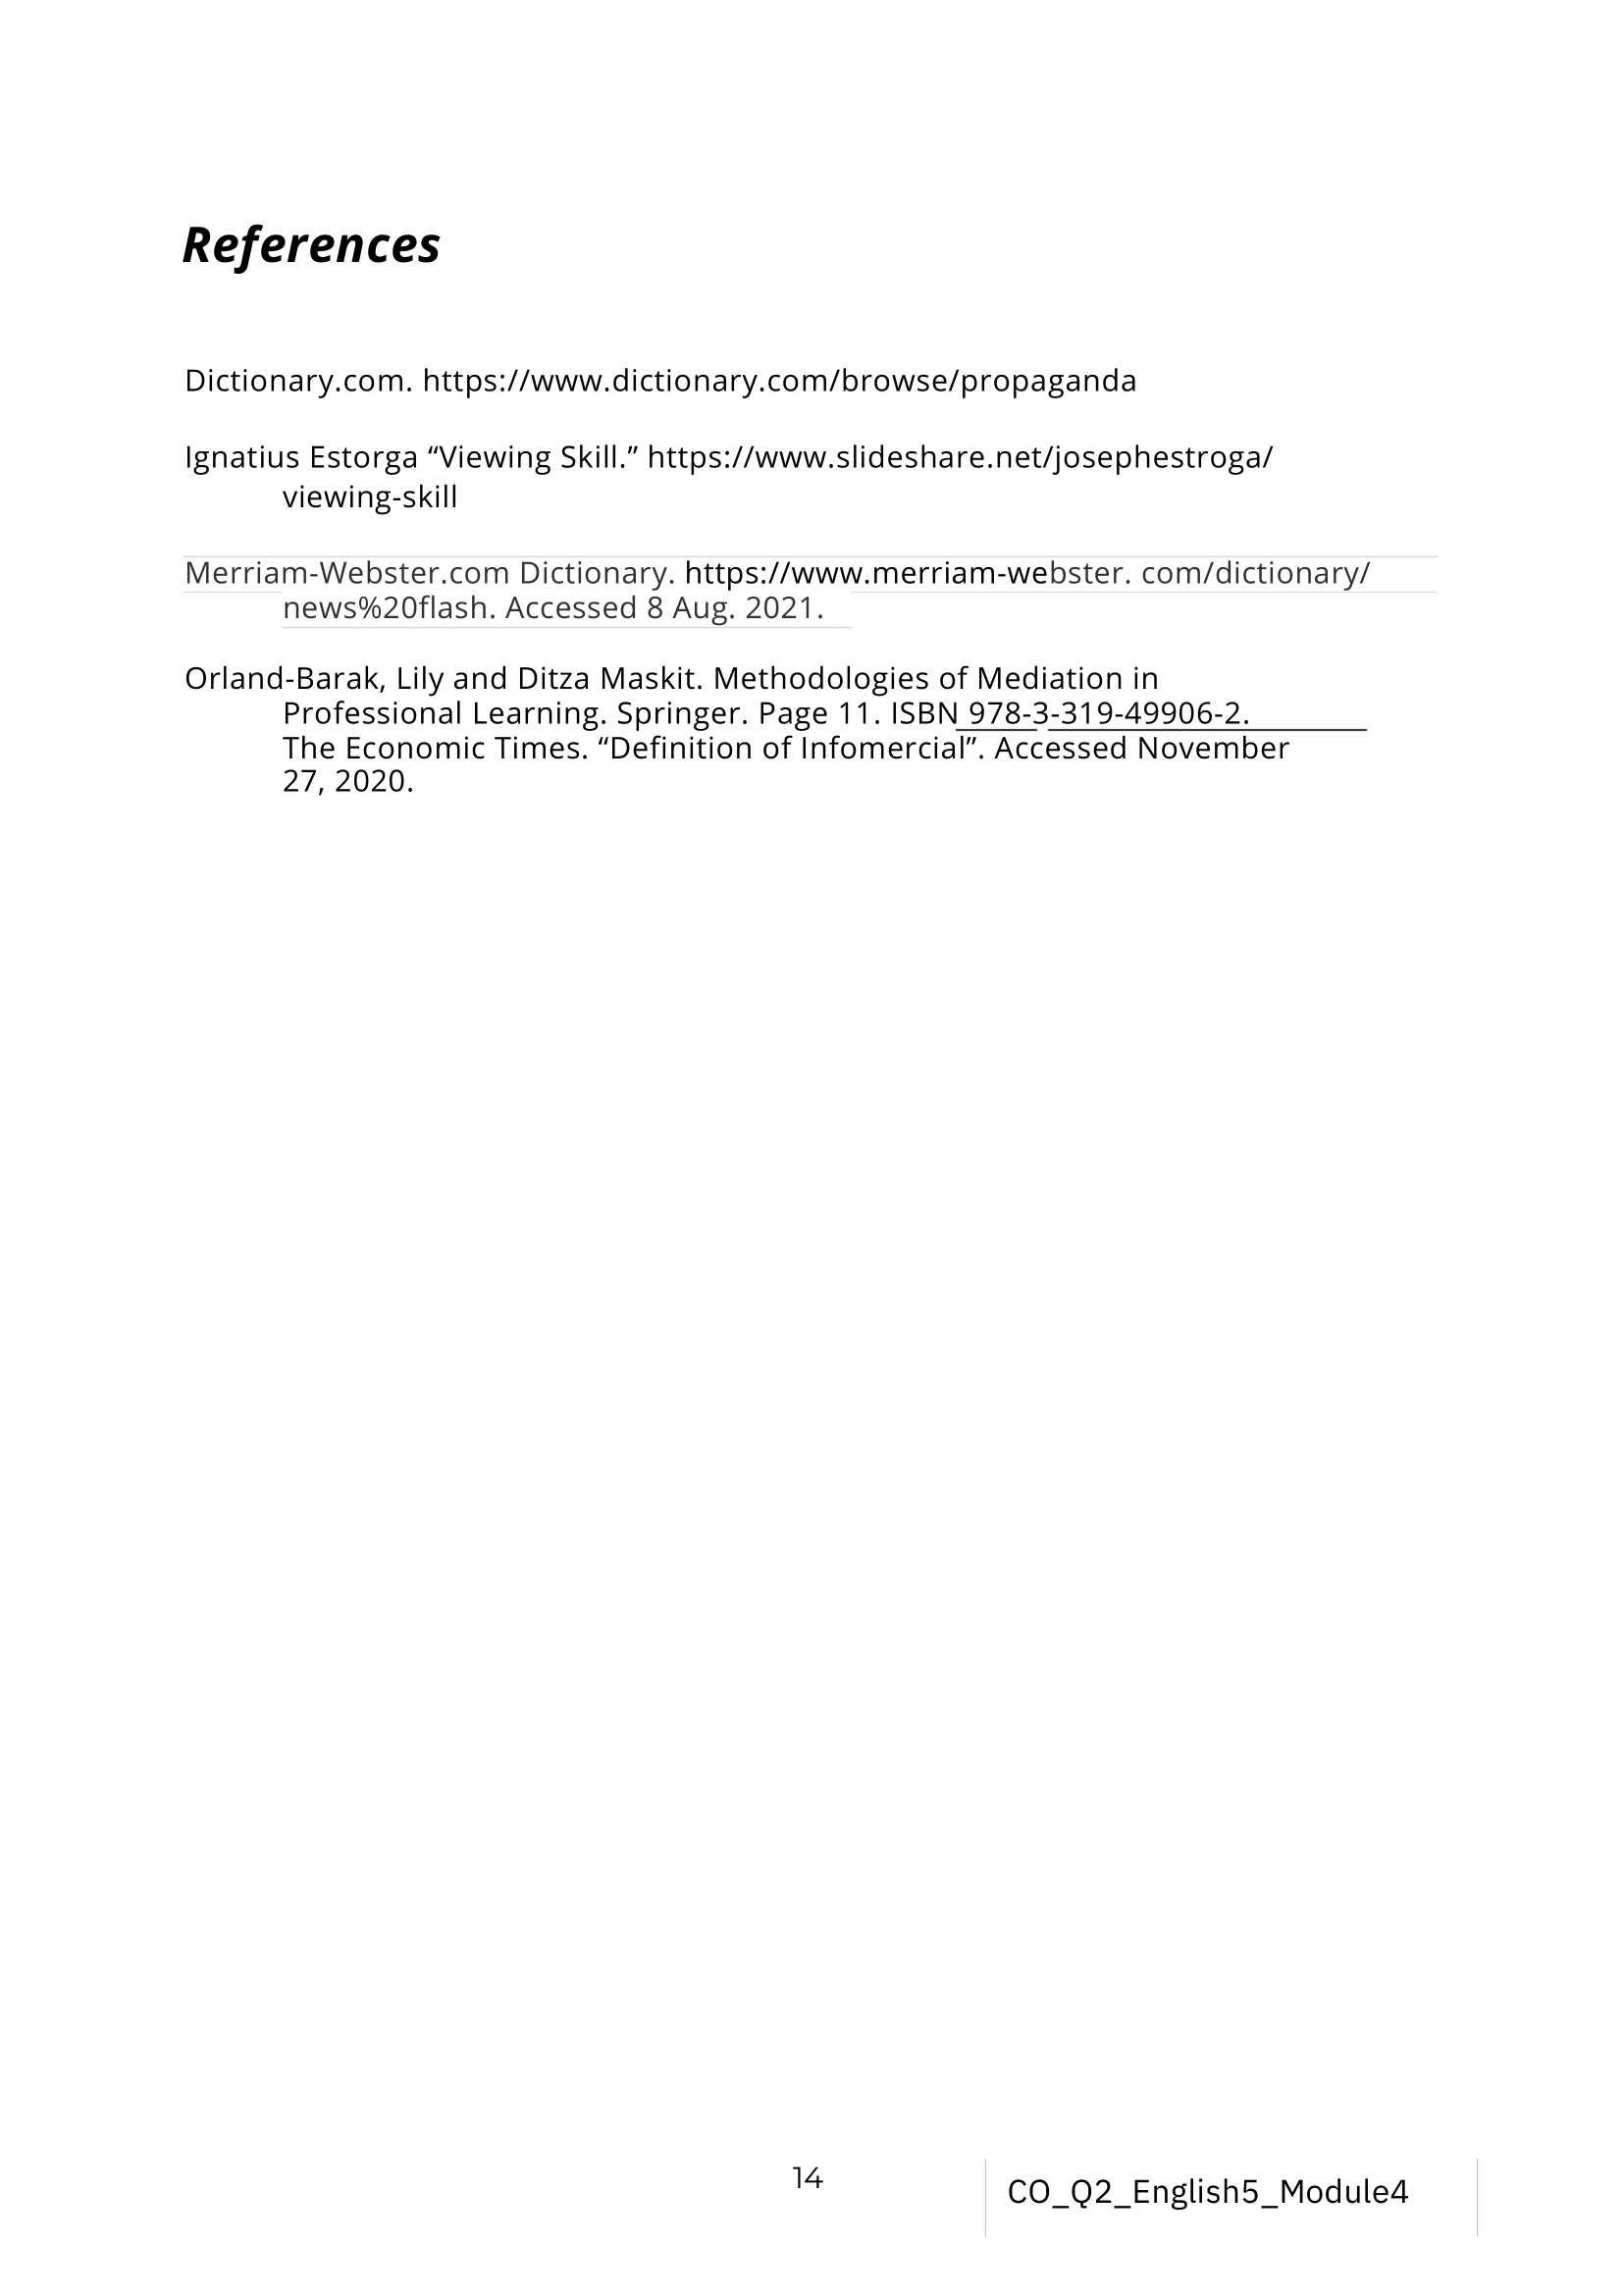 References
Dictionary.com. https://www.dictionary.com/browse/propaganda
Ignatius Estorga “Viewing Skill.” https://www.slideshare.net/josephestroga/
viewing-skill
Merriam-Webster.com Dictionary. https://www.merriam-webster. com/dictionary/
news%20flash. Accessed 8 Aug. 2021.
Orland-Barak, Lily and Ditza Maskit. Methodologies of Mediation in
Professional Learning. Springer. Page 11. ISBN 978-3-319-49906-2.
The Economic Times. “Definition of Infomercial”. Accessed November
27, 2020.
14
CO_Q2_English5_Module4